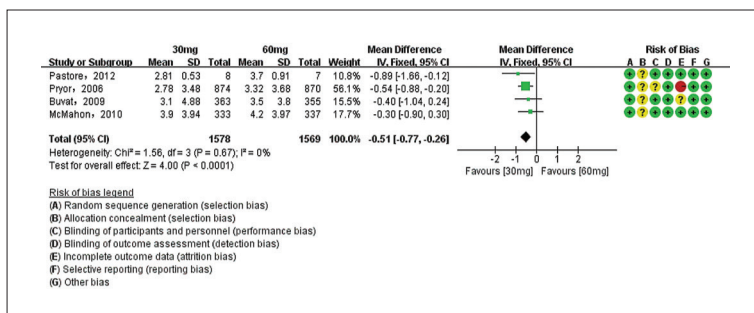 30mg 60mg Mean Difference Mean Difference Risk of Bias
Study or Subgroup Mean SD Total Mean SD Total Weight IV, Fixed, 95% CI IV, Fixed, 95% CI A B C D E F G
Pastore, 2012 2.81 0.53 8 3.7 0.91 7 10.8% -0.89 [-1.66, -0.12] + ? + + + + +
Pryor, 2006 2.78 3.48 874 3.32 3.68 870 56.1% -0.54 [-0.88, -0.20] + ? ? + - + +
Buvat, 2009 3.1 4.88 363 3.5 3.8 355 15.5% -0.40 [-1.04, 0.24] + ? + + ? + +
McMahon, 2010 3.9 3.94 333 4.2 3.97 337 17.7% -0.30 [-0.90, 0.30] + ? + + + + +
Total (95% CI) 1578 1569 100.0% -0.51 [-0.77, -0.26]
Heterogeneity: Chi² = 1.56, df = 3 (P = 0.67); I² = 0%
Test for overall effect: Z = 4.00 (P < 0.0001)
-2 -1 0 1 2
Favours [30mg] Favours [60mg]
Risk of bias legend
(A) Random sequence generation (selection bias)
(B) Allocation concealment (selection bias)
(C) Blinding of participants and personnel (performance bias)
(D) Blinding of outcome assessment (detection bias)
(E) Incomplete outcome data (attrition bias)
(F) Selective reporting (reporting bias)
(G) Other bias